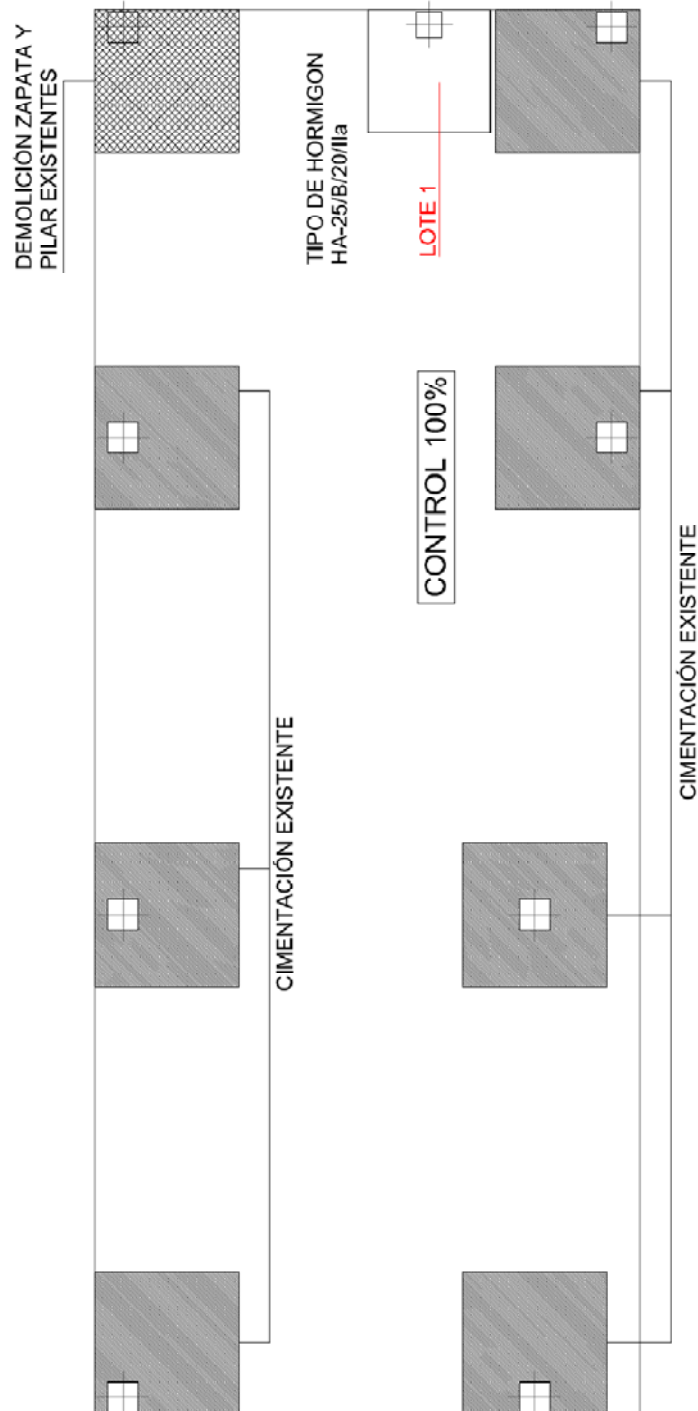 DEMOLICIÓN ZAPATA Y
PILAR EXISTENTES
TIPO DE HORMIGON
HA-25/B/20/IIa
LOTE 1
CONTROL 100%
CIMENTACIÓN EXISTENTE
CIMENTACIÓN EXISTENTE